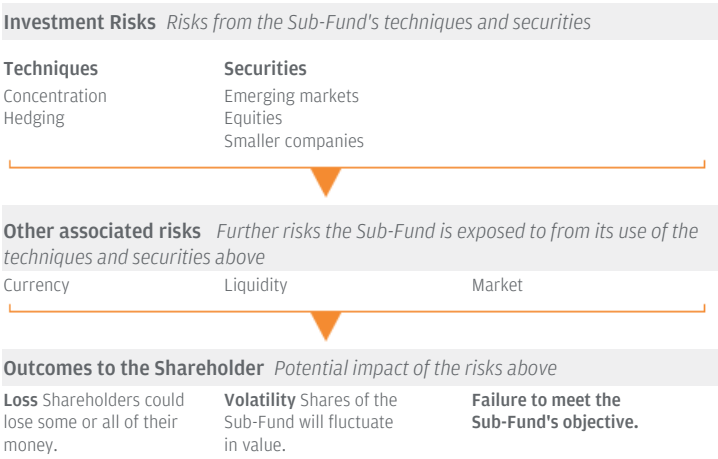 Investment Risks Risks from the Sub-Fund's techniques and securities
Techniques
Concentration
Hedging
Securities
Emerging markets
Equities
Smaller companies
Other associated risks Further risks the Sub-Fund is exposed to from its use of the
techniques and securities above
Currency
Liquidity
Market
Outcomes to the Shareholder Potential impact of the risks above
Loss Shareholders could
lose some or all of their
money.
Volatility Shares of the
Sub-Fund will fluctuate
in value.
Failure to meet the
Sub-Fund's objective.